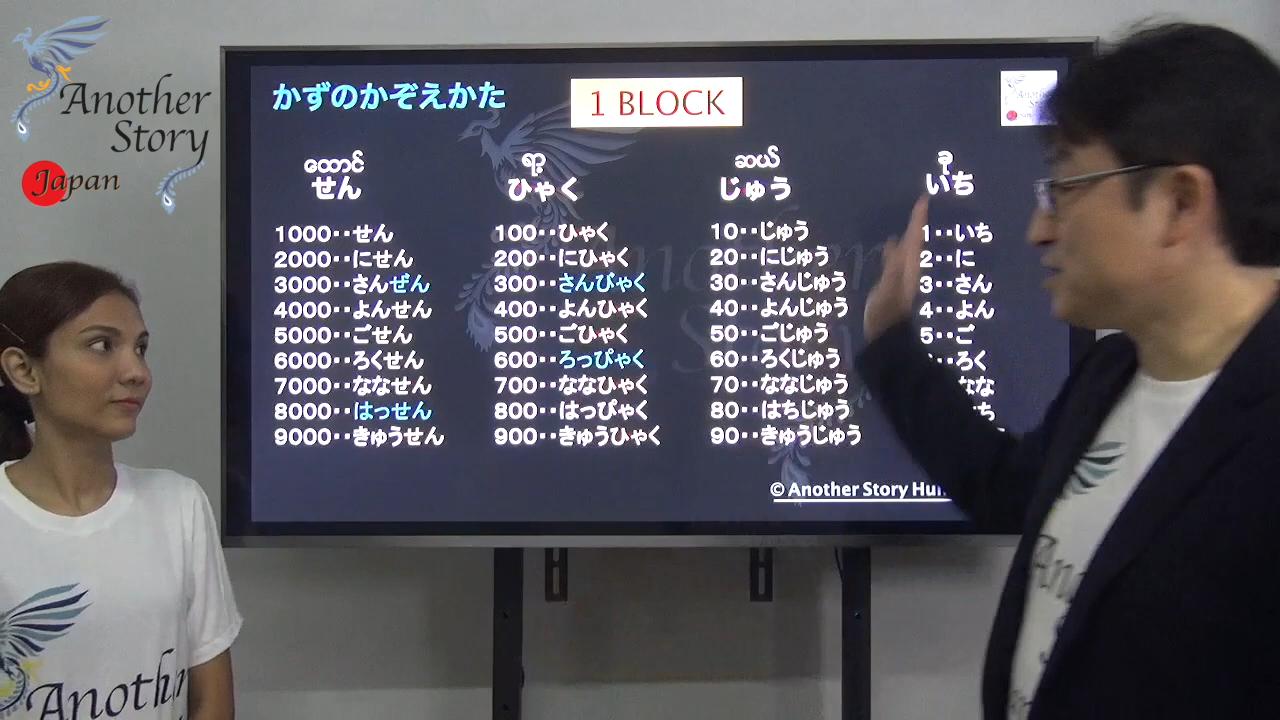 Another
Story
Japan
かずのかぞえかた
1 BLOCK
ထောင် ရာ့ ဆယ် ခု
せん ひゃく じゅう いち
1000‥せん 100‥ひゃく 10‥じゅう 1‥いち
2000‥にせん 200‥にひゃく 20‥にじゅう 2‥に
3000‥さんぜん 300‥さんびゃく 30‥さんじゅう 3‥さん
4000‥よんせん 400‥よんひゃく 40‥よんじゅう 4‥よん
5000‥ごせん 500‥ごひゃく 50‥ごじゅう 5‥ご
6000‥ろくせん 600‥ろっぴゃく 60‥ろくじゅう ろく
7000‥ななせん 700‥ななひゃく 70‥ななじゅう なな
8000‥はっせん 800‥はっぴゃく 80‥はちじゅう ち
9000‥きゅうせん 900‥きゅうひゃく 90‥きゅうじゅう
© Another Story
Another